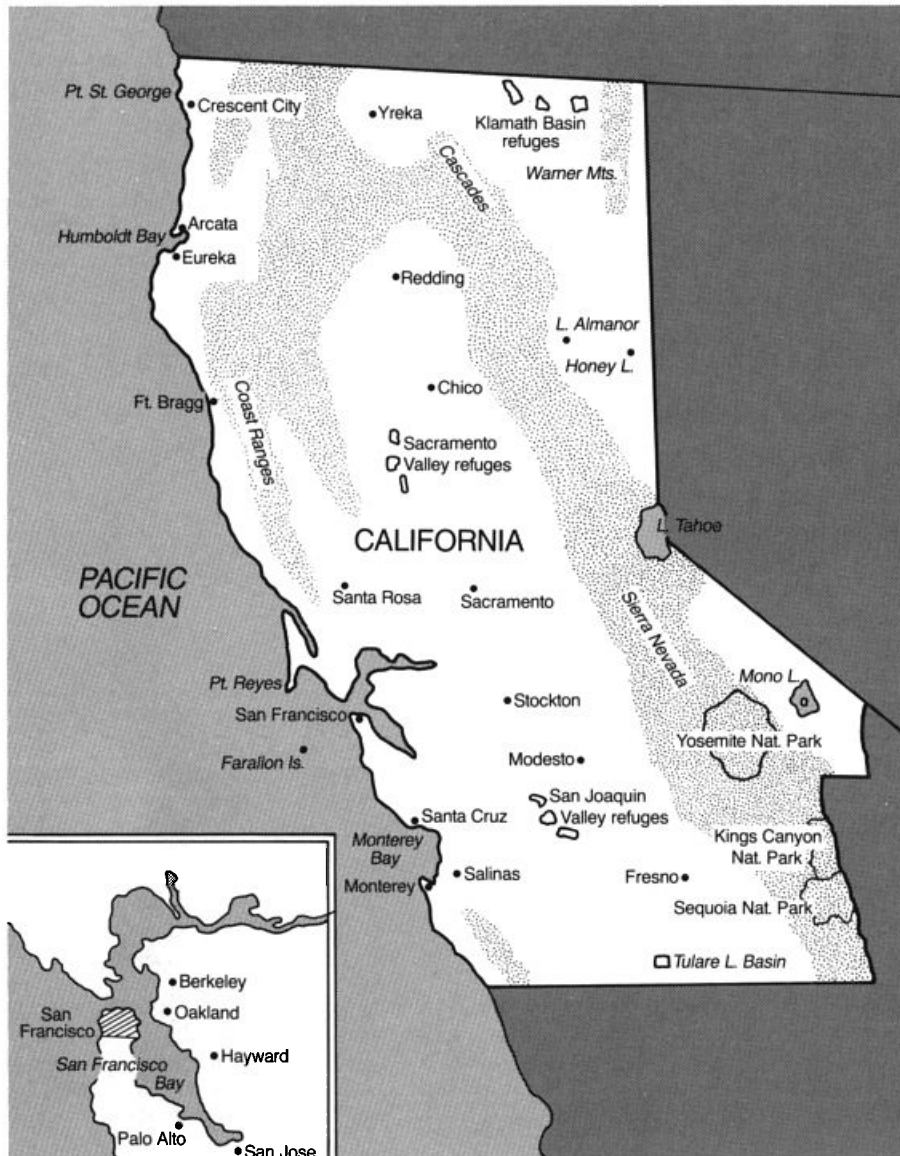 Pt. St. George
Crescent City
Yreka
Klamath Basin
refuges
Warner Mts.
Cascades
Arcata
Humboldt Bay
Eureka
Redding
L. Almanor
Honey L.
Chico
Ft. Bragg
Coast Ranges
Sacramento
Valley refuges
L. Tahoe
CALIFORNIA
PACIFIC
OCEAN
Santa Rosa
Sacramento
Sierra Nevada
Mono L.
Pt. Reyes
Stockton
San Francisco
Yosemite Nat. Park
Farallon Is.
Modesto
San Joaquin
Valley refuges
Santa Cruz
Kings Canyon
Nat. Park
Monterey
Bay
Monterey
Salinas
Fresno
Sequoia Nat. Park
Tulare L. Basin
Berkeley
Oakland
San
Francisco
Hayward
San Francisco
Bay
Palo Alto
San Jose